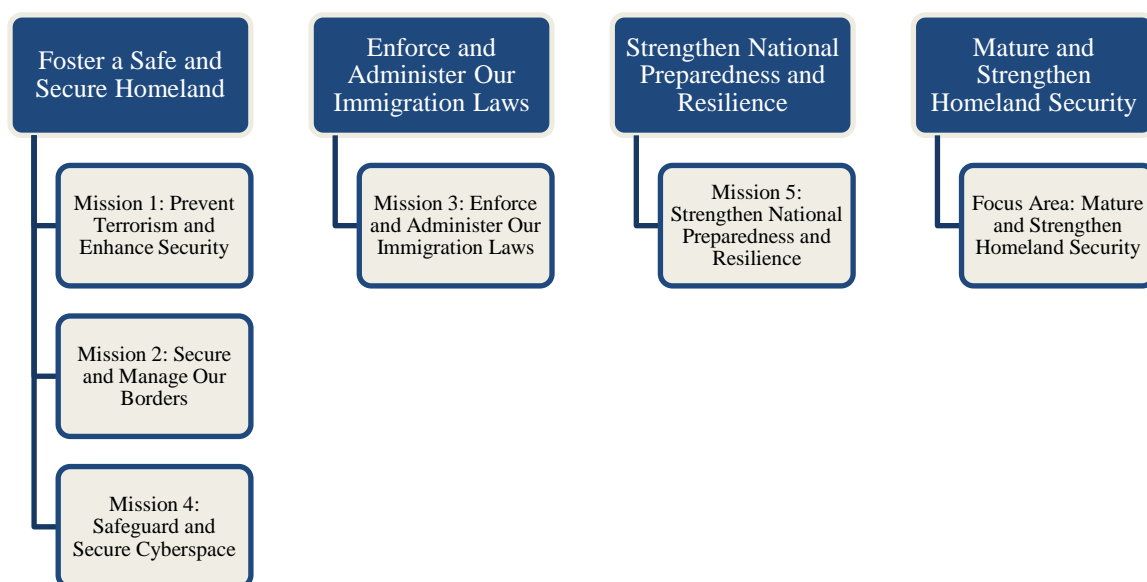 Foster a Safe and
Secure Homeland
Mission 1: Prevent
Terrorism and
Enhance Security
Mission 2: Secure
and Manage Our
Borders
Mission 4:
Safeguard and
Secure Cyberspace
Enforce and
Administer Our
Immigration Laws
Mission 3: Enforce
and Administer Our
Immigration Laws
Strengthen National
Preparedness and
Resilience
Mission 5:
Strengthen National
Preparedness and
Resilience
Mature and
Strengthen
Homeland Security
Focus Area: Mature
and Strengthen
Homeland Security